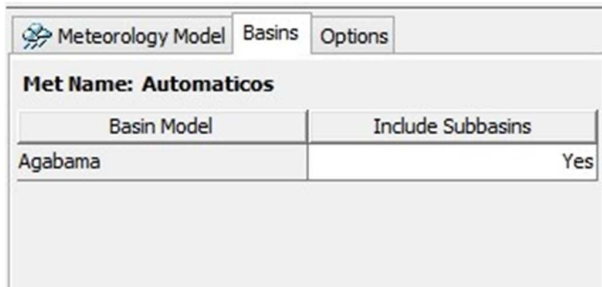 Meteorology Model Basins Options
Met Name: Automaticos
Basin Model Include Subbasins
Agabama Yes